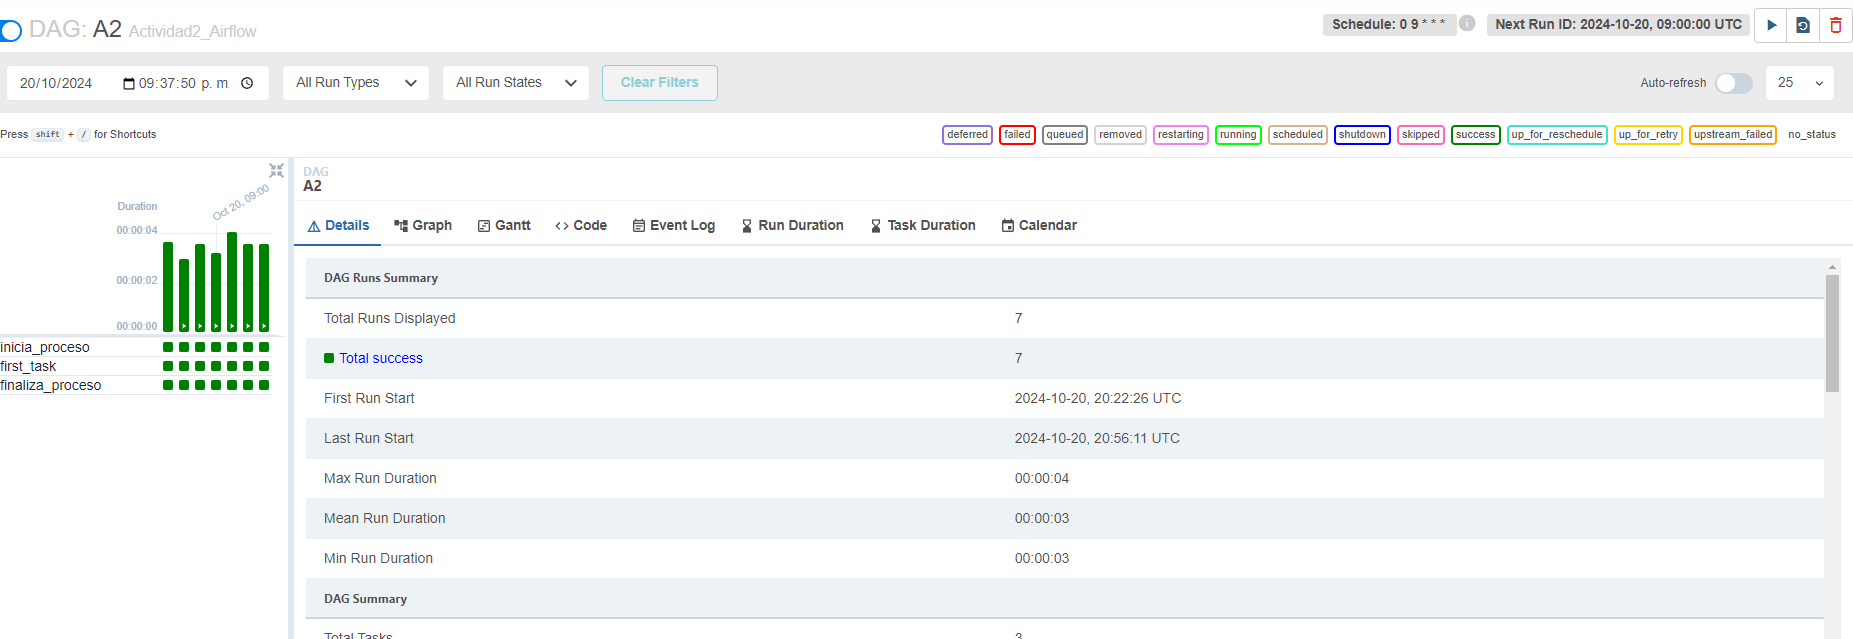 DAG: A2 Actividad2_Airflow
Schedule: 0 9 * * *
Next Run ID: 2024-10-20, 09:00:00 UTC
20/10/2024 09:37:50 p. m
All Run Types
All Run States
Clear Filters
Auto-refresh
25
Press shift + / for Shortcuts
deferred
failed
queued
removed
restarting
running
scheduled
shutdown
skipped
success
up_for_reschedule
up_for_retry
upstream_failed
no_status
Duration
Oct 20, 09:00
00:00:04
00:00:02
00:00:00
inicia_proceso
first_task
finaliza_proceso
DAG
A2
Details
Graph
Gantt
Code
Event Log
Run Duration
Task Duration
Calendar
DAG Runs Summary
Total Runs Displayed 7
Total success 7
First Run Start 2024-10-20, 20:22:26 UTC
Last Run Start 2024-10-20, 20:56:11 UTC
Max Run Duration 00:00:04
Mean Run Duration 00:00:03
Min Run Duration 00:00:03
DAG Summary
Total Tasks 3